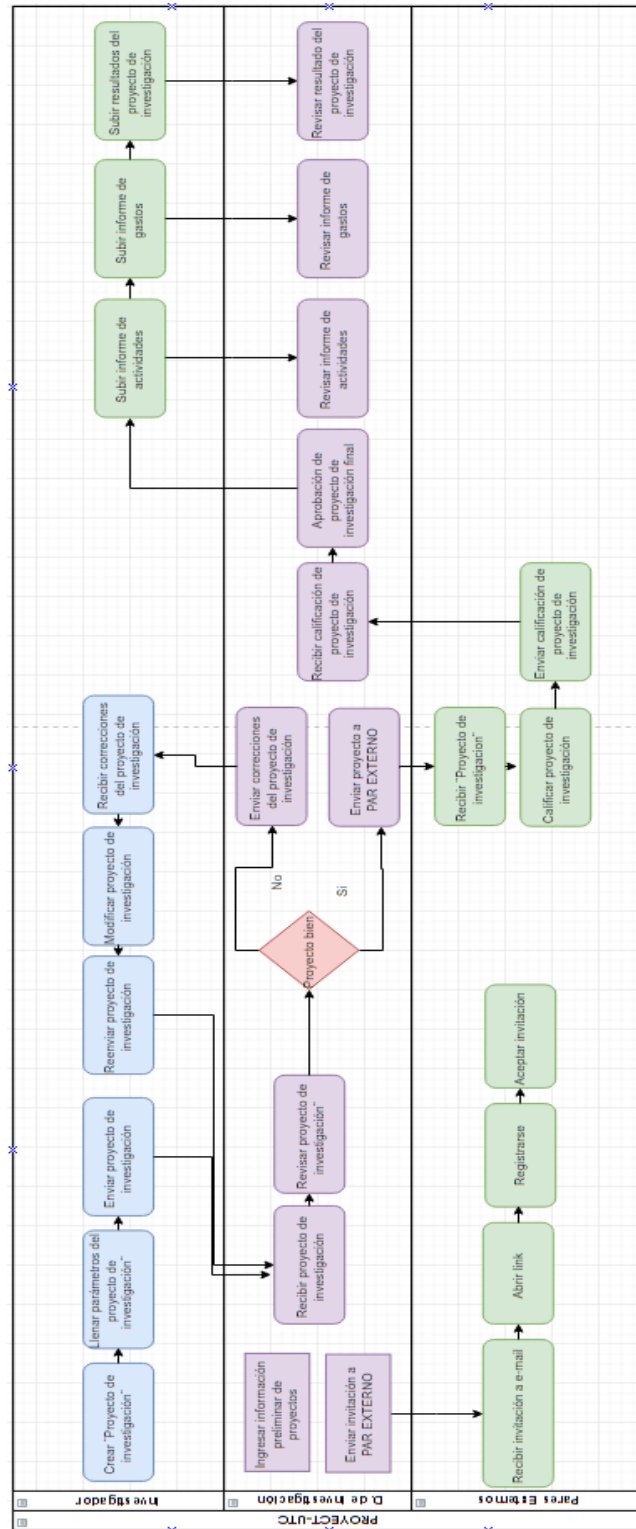 PROYECT-UTC
Investigador
Crear "Proyecto de
investigación"
Llenar parámetros del
proyecto de
investigación"
Enviar proyecto de
investigación
Reenviar proyecto de
investigación
Modificar proyecto de
investigación
Recibir correcciones
del proyecto de
investigación
Subir informe de
actividades
Subir informe de
gastos
Subir resultados del
proyecto de
investigación
D. de Investigación
Ingresar información
preliminar de
proyectos
Enviar invitación a
PAR EXTERNO
Recibir proyecto de
investigación
Revisar proyecto de
investigación"
Proyecto bien
No
Si
Enviar correcciones
del proyecto de
investigación
Enviar proyecto a
PAR EXTERNO
Recibir calificación de
proyecto de
investigación
Aprobación de
proyecto de
investigación final
Revisar informe de
actividades
Revisar informe de
gastos
Revisar resultado del
proyecto de
investigación
Pares Externos
Recibir invitación a e-mail
Abrir link
Registrarse
Aceptar invitación
Recibir "Proyecto de
investigacion"
Calificar proyecto de
investigación
Enviar calificación de
proyecto de
investigación